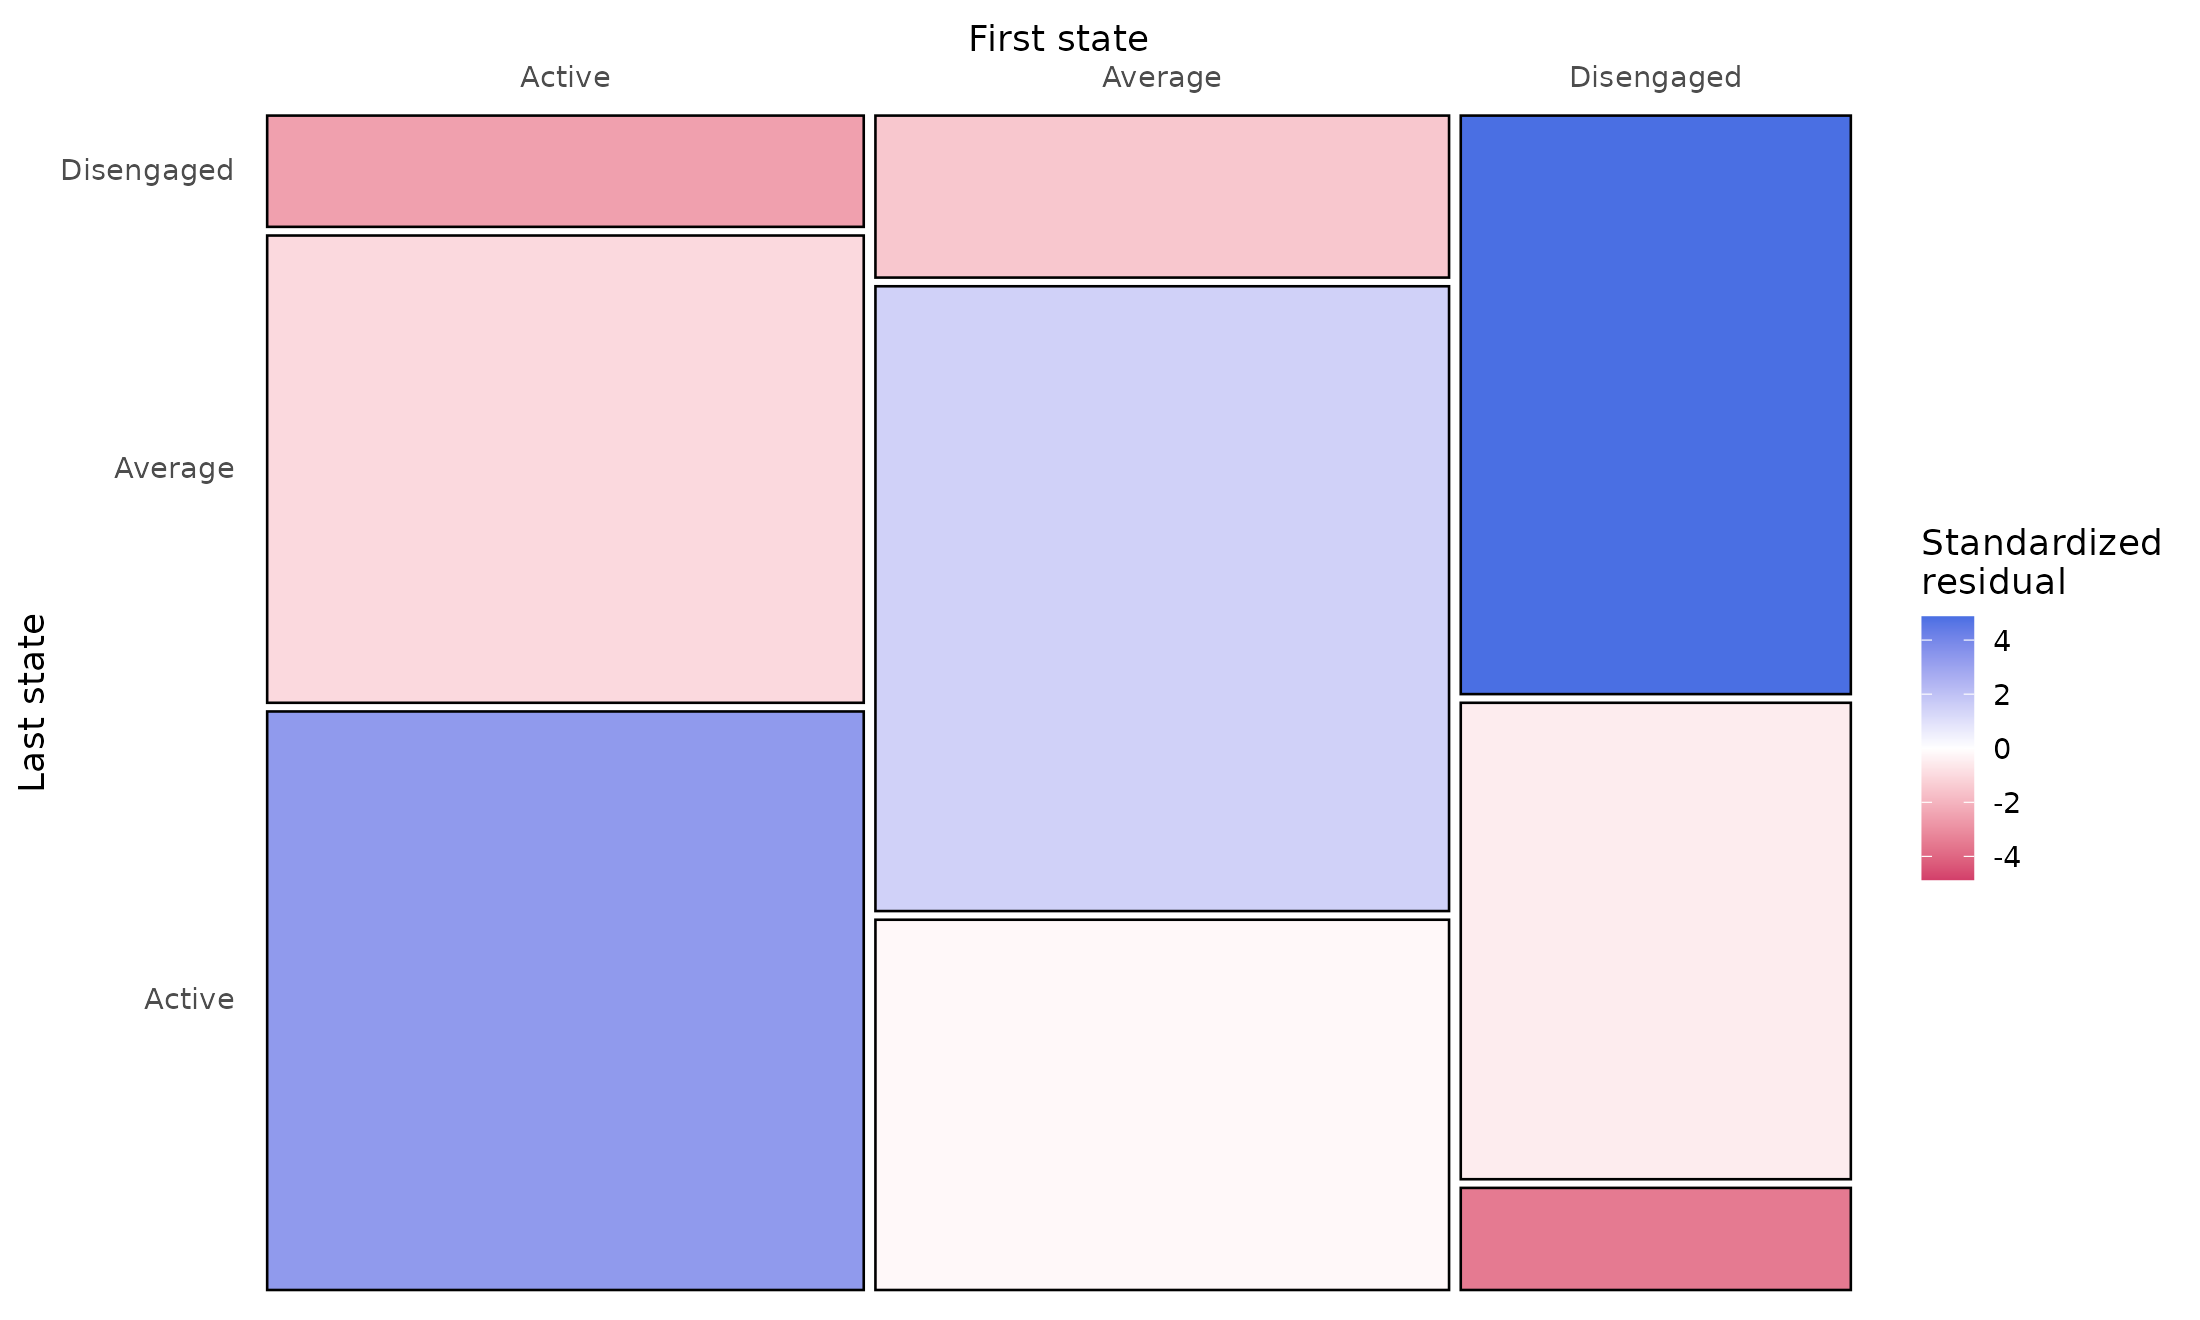 First state
Active
Average
Disengaged
Disengaged
Average
Active
Last state
Standardized
residual
4
2
0
-2
-4